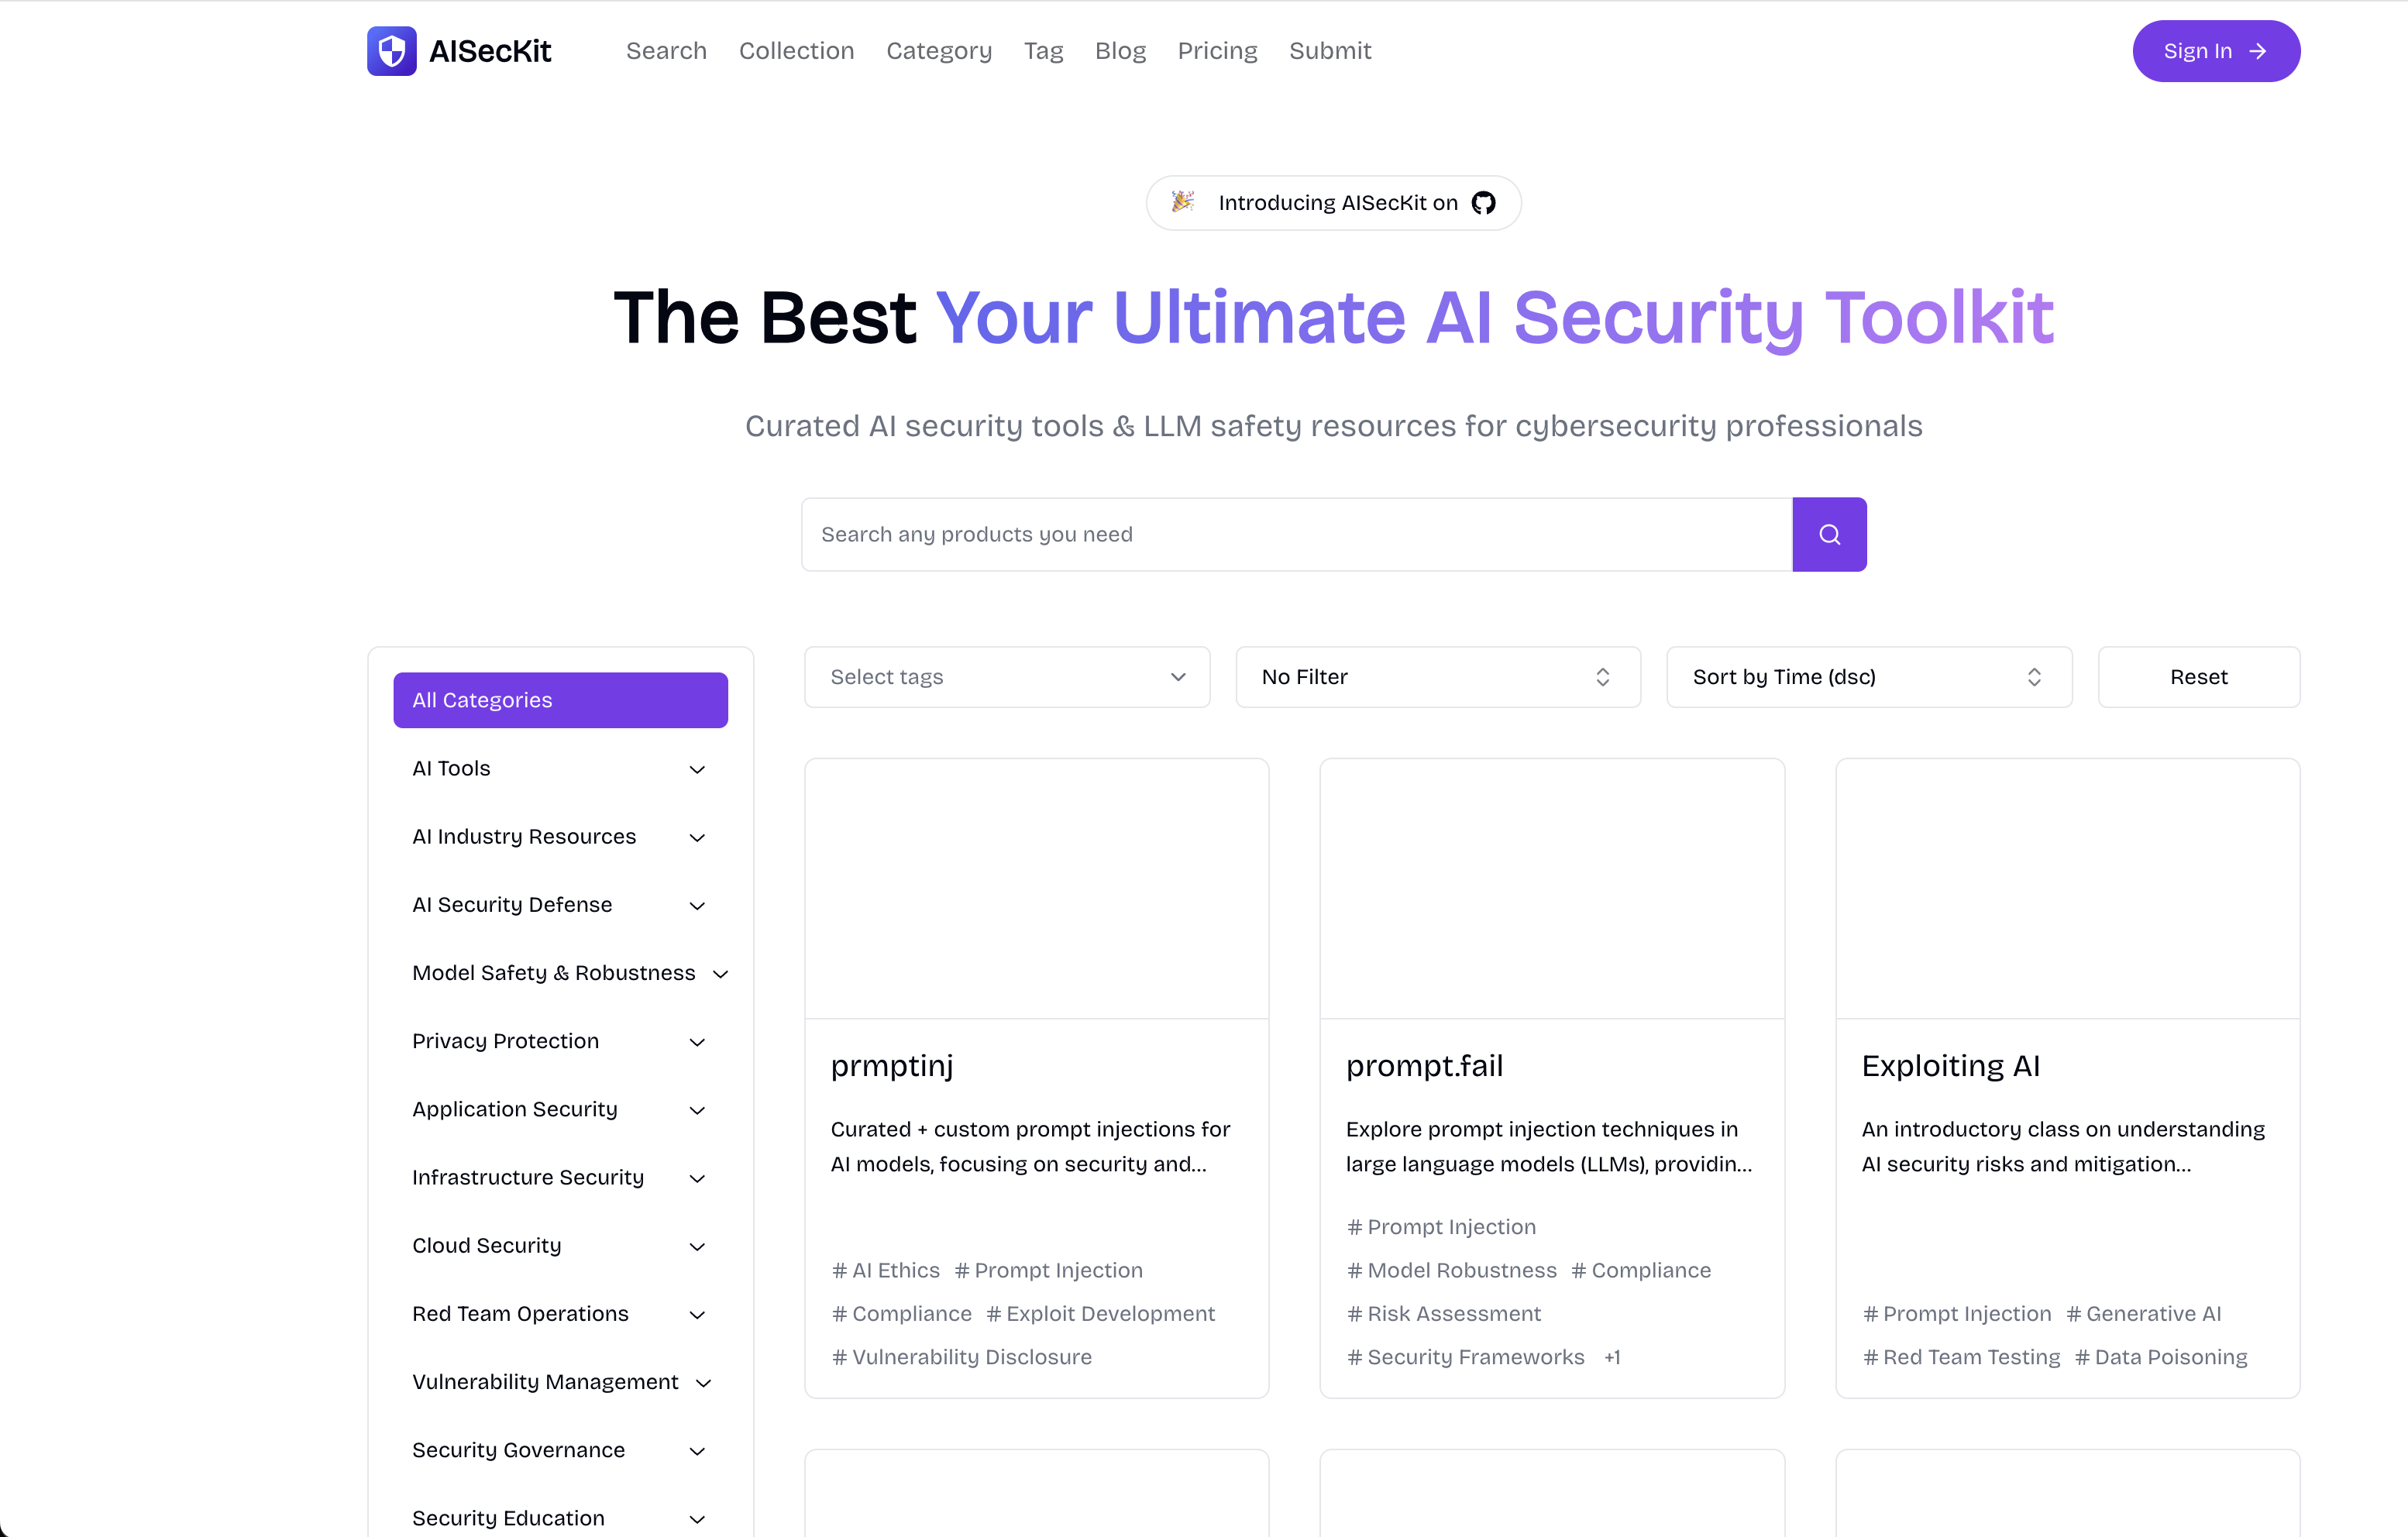 AISecKit
Search Collection Category Tag Blog Pricing Submit
Sign In
Introducing AISecKit on
The Best Your Ultimate AI Security Toolkit
Curated AI security tools & LLM safety resources for cybersecurity professionals
Search any products you need
All Categories
AI Tools
AI Industry Resources
AI Security Defense
Model Safety & Robustness
Privacy Protection
Application Security
Infrastructure Security
Cloud Security
Red Team Operations
Vulnerability Management
Security Governance
Security Education
Select tags
No Filter
Sort by Time (dsc)
Reset
prmptinj
Curated + custom prompt injections for
AI models, focusing on security and...
# AI Ethics # Prompt Injection
# Compliance # Exploit Development
# Vulnerability Disclosure
prompt.fail
Explore prompt injection techniques in
large language models (LLMs), providin...
# Prompt Injection
# Model Robustness # Compliance
# Risk Assessment
# Security Frameworks +1
Exploiting AI
An introductory class on understanding
AI security risks and mitigation...
# Prompt Injection # Generative AI
# Red Team Testing # Data Poisoning